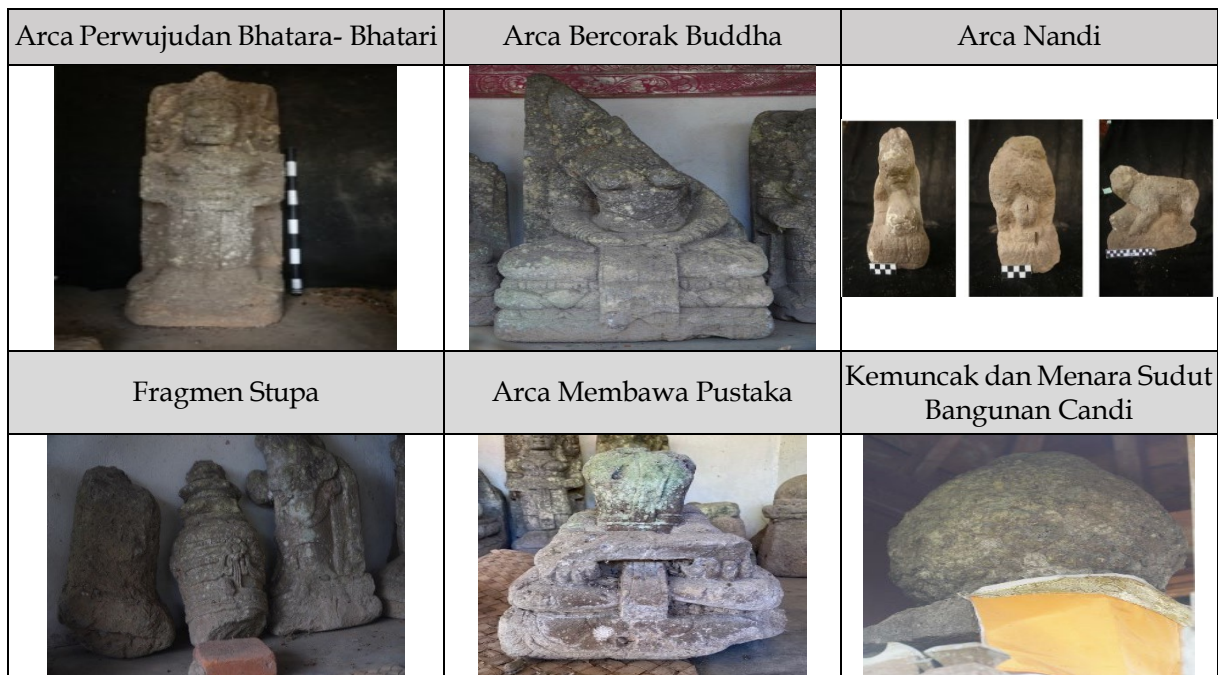 Arca Perwujudan Bhatara- Bhatari
Arca Bercorak Buddha
Arca Nandi
Fragmen Stupa
Arca Membawa Pustaka
Kemuncak dan Menara Sudut
Bangunan Candi